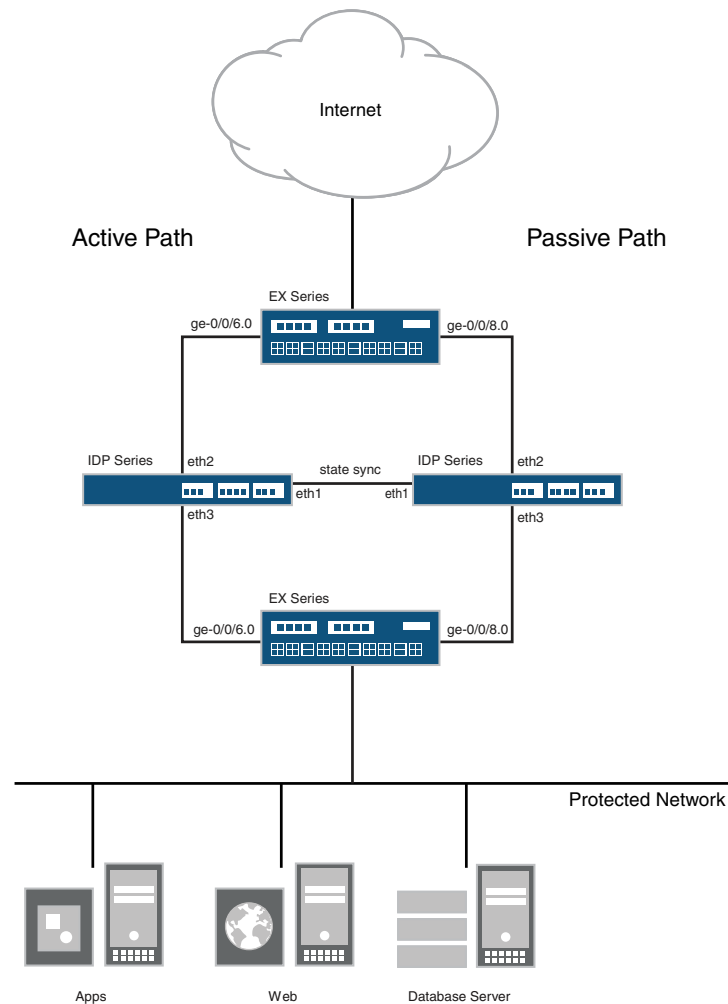 Internet
Active Path
Passive Path
EX Series
ge-0/0/6.0
ge-0/0/8.0
IDP Series
eth2
state sync
IDP Series
eth2
eth1
eth1
eth3
eth3
EX Series
ge-0/0/6.0
ge-0/0/8.0
Protected Network
Apps
Web
Database Server